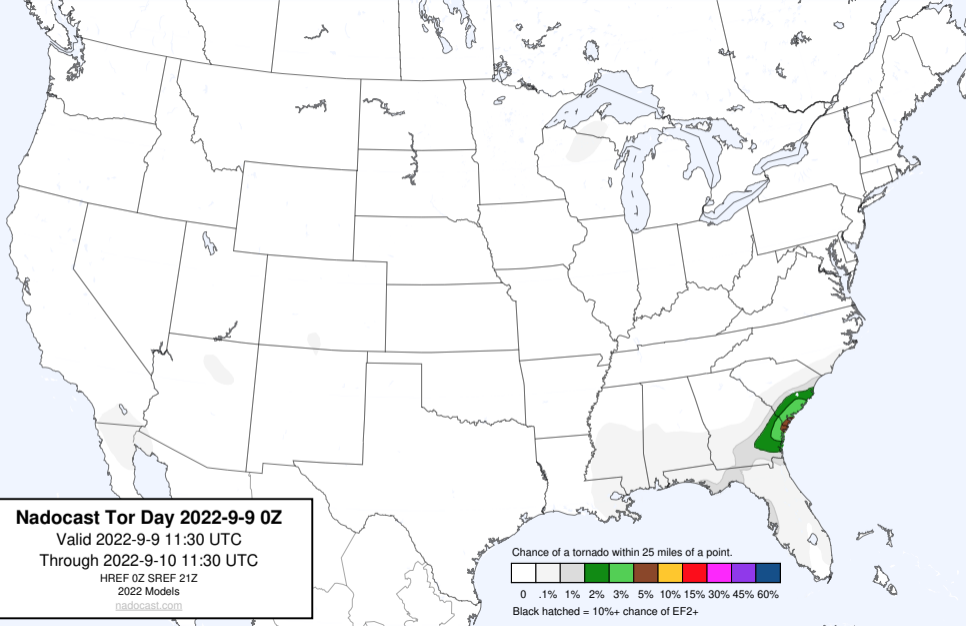 Nadocast Tor Day 2022-9-9 0Z
Valid 2022-9-9 11:30 UTC
Through 2022-9-10 11:30 UTC
HREF 0Z SREF 21Z
2022 Models
nadocast.com
Chance of a tornado within 25 miles of a point.
0 .1% 1% 2% 3% 5% 10% 15% 30% 45% 60%
Black hatched = 10%+ chance of EF2+